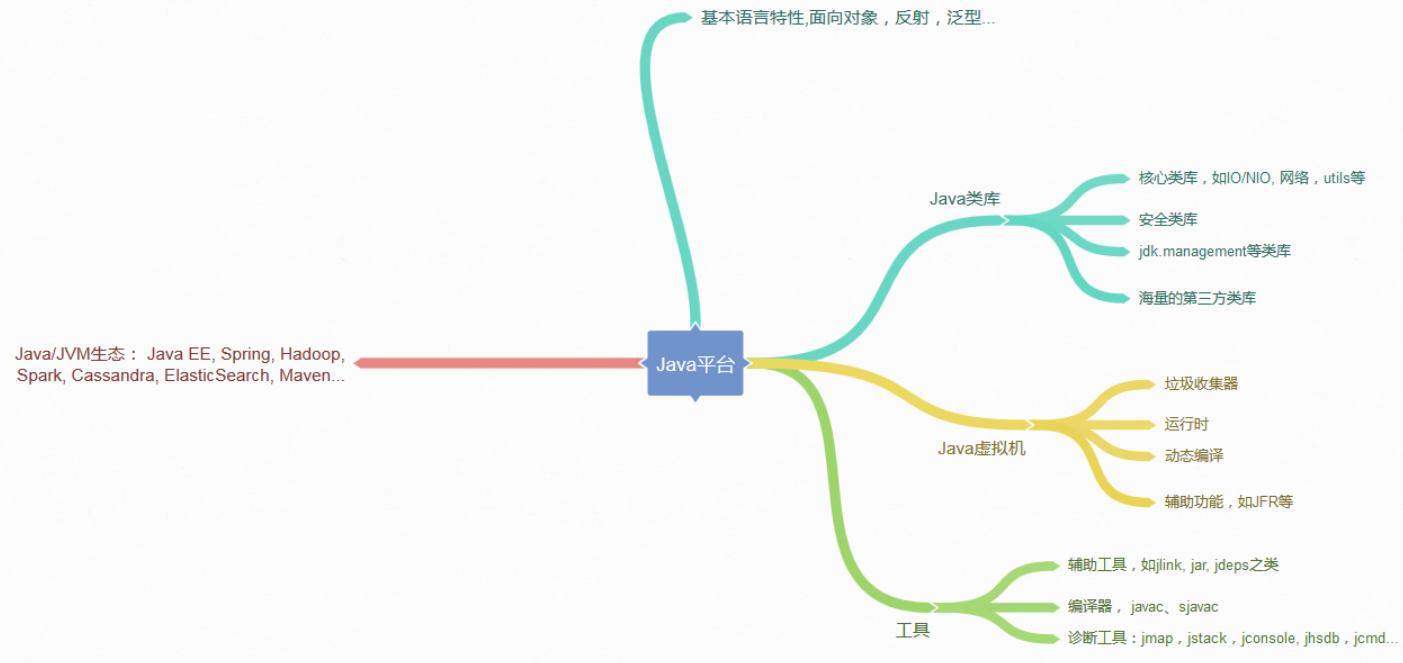 基本语言特性,面向对象，反射，泛型...
Java类库
核心类库，如IO/NIO, 网络，utils等
安全类库
jdk.management等类库
海量的第三方类库
Java/JVM生态： Java EE, Spring, Hadoop,
Spark, Cassandra, ElasticSearch, Maven...
Java平台
Java虚拟机
垃圾收集器
运行时
动态编译
辅助功能，如JFR等
工具
辅助工具，如jlink, jar, jdeps之类
编译器， javac、sjavac
诊断工具：jmap，jstack，jconsole, jhsdb，jcmd...